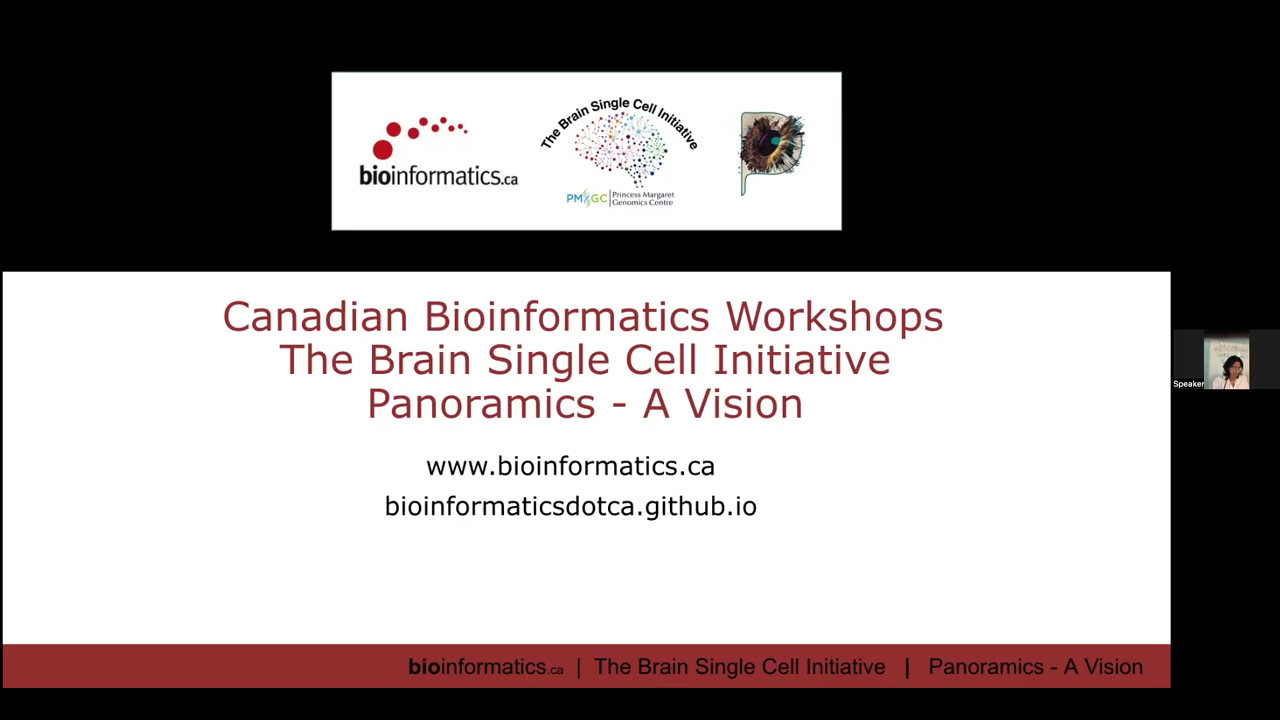 bioinformatics.ca
The Brain Single Cell Initiative
PMGC Princess Margaret
Genomics Centre
Canadian Bioinformatics Workshops
The Brain Single Cell Initiative
Panoramics - A Vision
www.bioinformatics.ca
bioinformaticsdotca.github.io
Speaker
bioinformatics.ca | The Brain Single Cell Initiative | Panoramics - A Vision